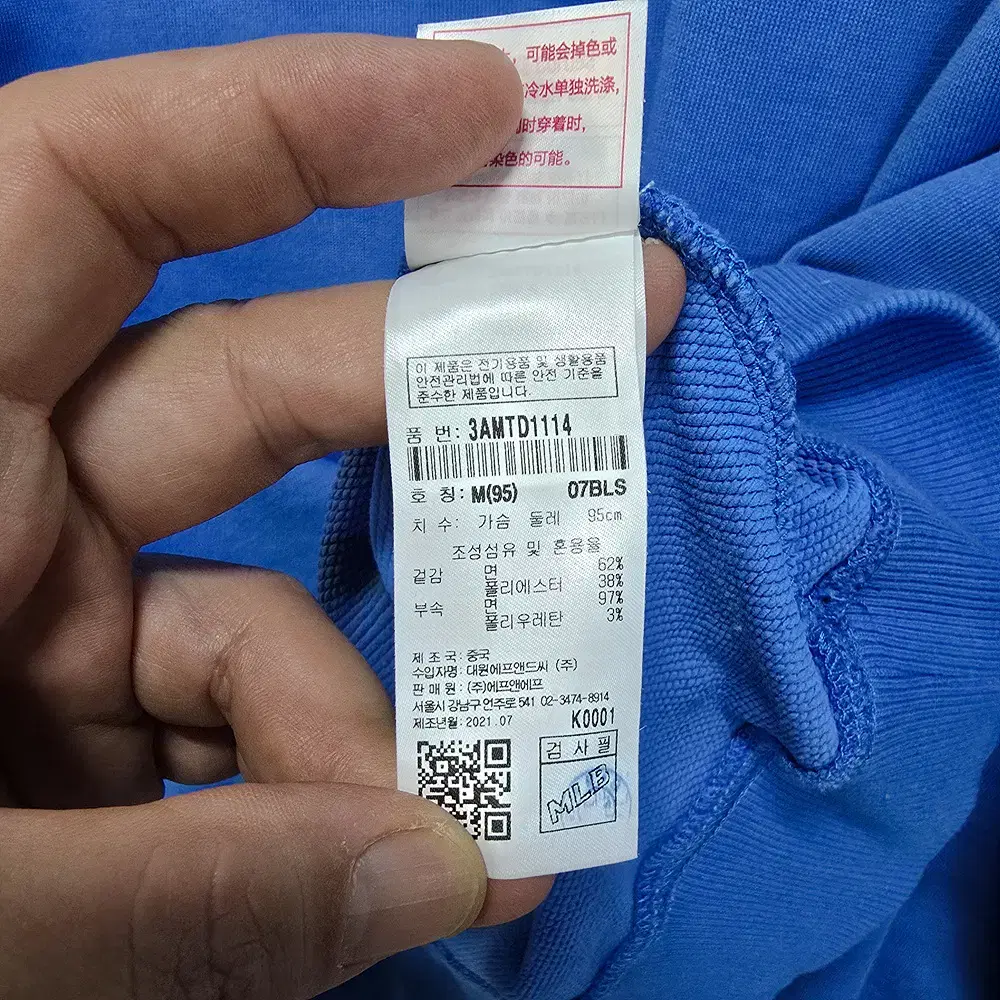 ，可能会掉色或
冷水单独洗涤，
时穿着时，
染色的可能。
이 제품은 전기용품 및 생활용품
안전관리법에 따른 안전 기준을
준수한 제품입니다.
품 번: 3AMTD1114
호 칭: M(95) 07BLS
치 수: 가슴 둘레 95cm
조성섬유 및 혼용율
겉감 면 62%
폴리에스터 38%
부속 면 97%
폴리우레탄 3%
제 조 국: 중국
수입자명: 대원에프앤드씨 (주)
판 매 원: (주)에프앤에프
서울시 강남구 언주로 541 02-3474-8914
제조년월: 2021.07 K0001
검 사 필
MLB